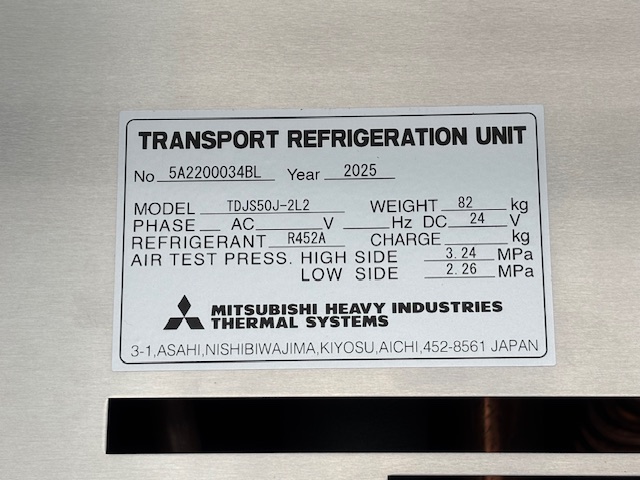 TRANSPORT REFRIGERATION UNIT
No 5A2200034BL Year 2025
MODEL TDJS50J-2L2 WEIGHT 82 kg
PHASE AC V Hz DC 24 V
REFRIGERANT R452A CHARGE kg
AIR TEST PRESS. HIGH SIDE 3.24 MPa
LOW SIDE 2.26 MPa
MITSUBISHI HEAVY INDUSTRIES
THERMAL SYSTEMS
3-1,ASAHI,NISHIBIWAJIMA,KIYOSU,AICHI,452-8561 JAPAN